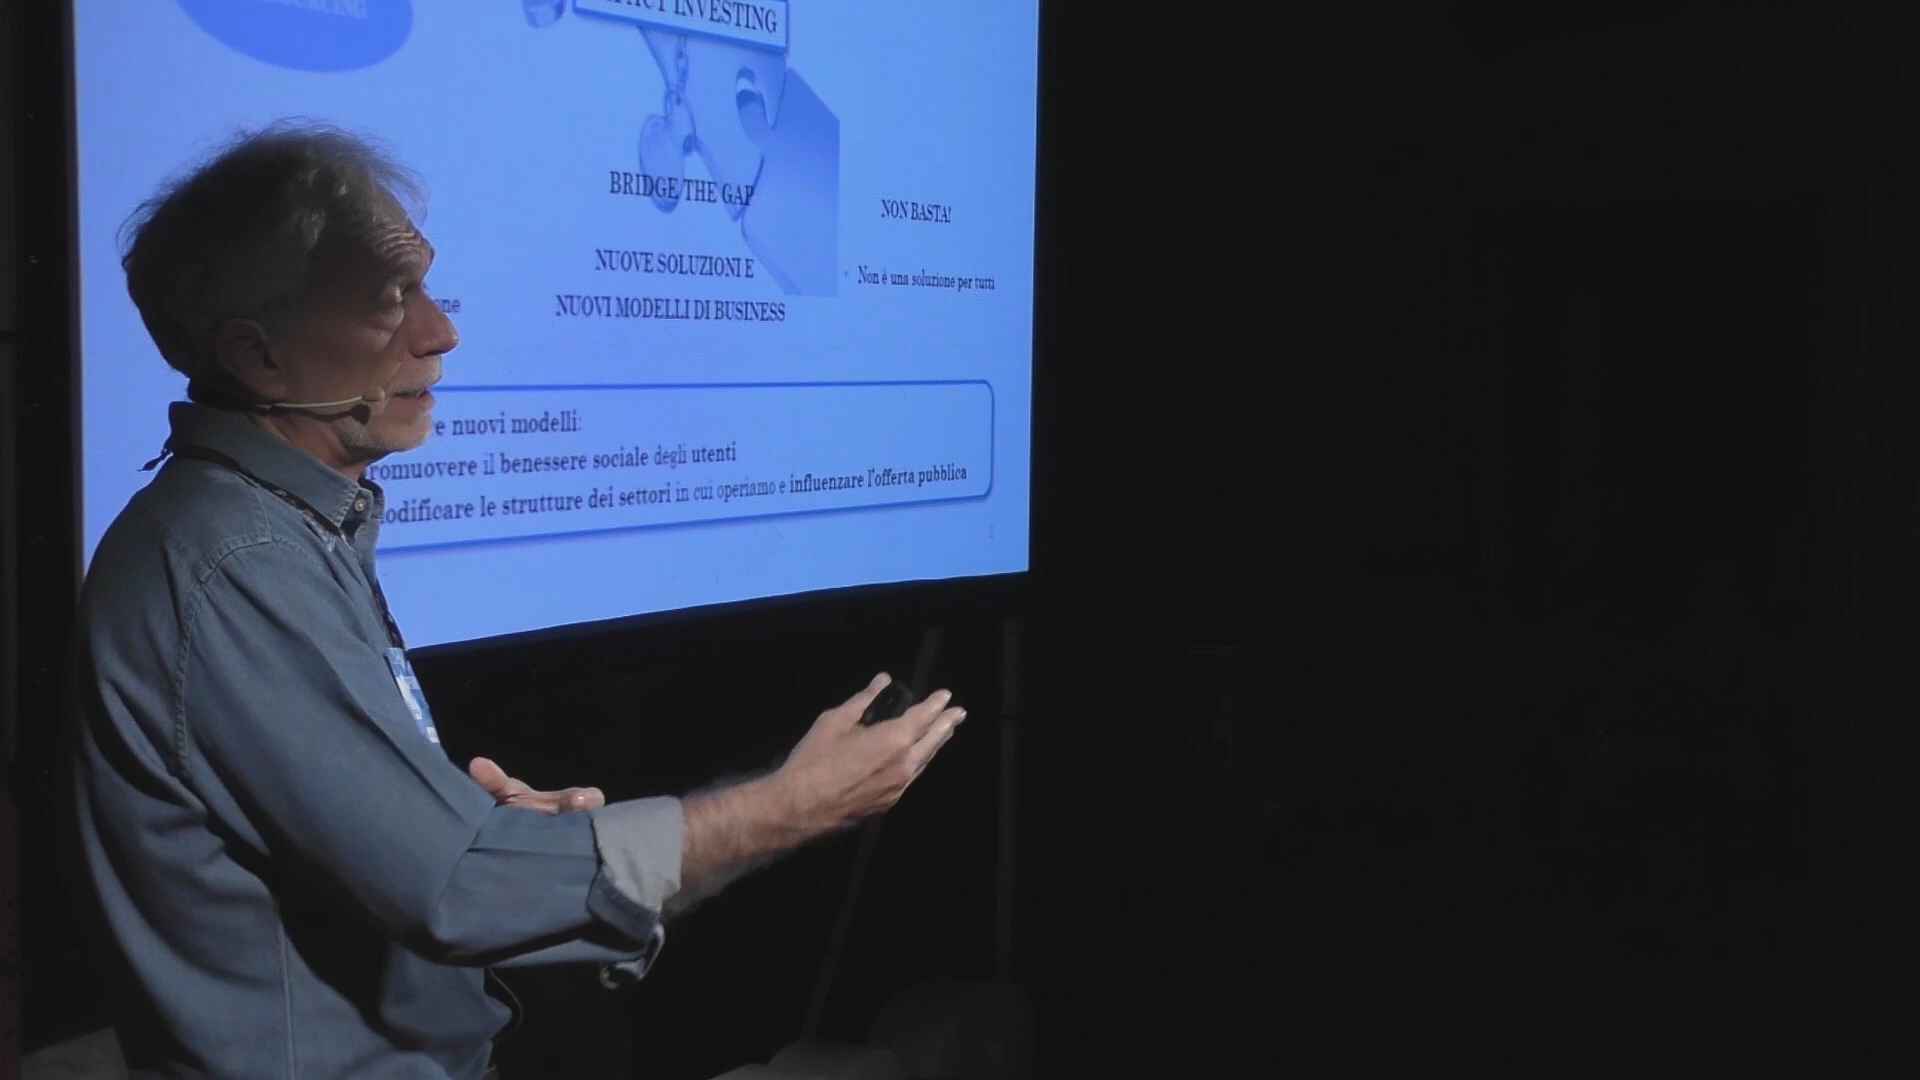 INVESTING
BRIDGE THE GAP
NON BASTA!
NUOVE SOLUZIONI E
Non è una soluzione per tutti
ne
NUOVI MODELLI DI BUSINESS
e nuovi modelli:
romuovere il benessere sociale degli utenti
odificare le strutture dei settori in cui operiamo e influenzare l'offerta pubblica